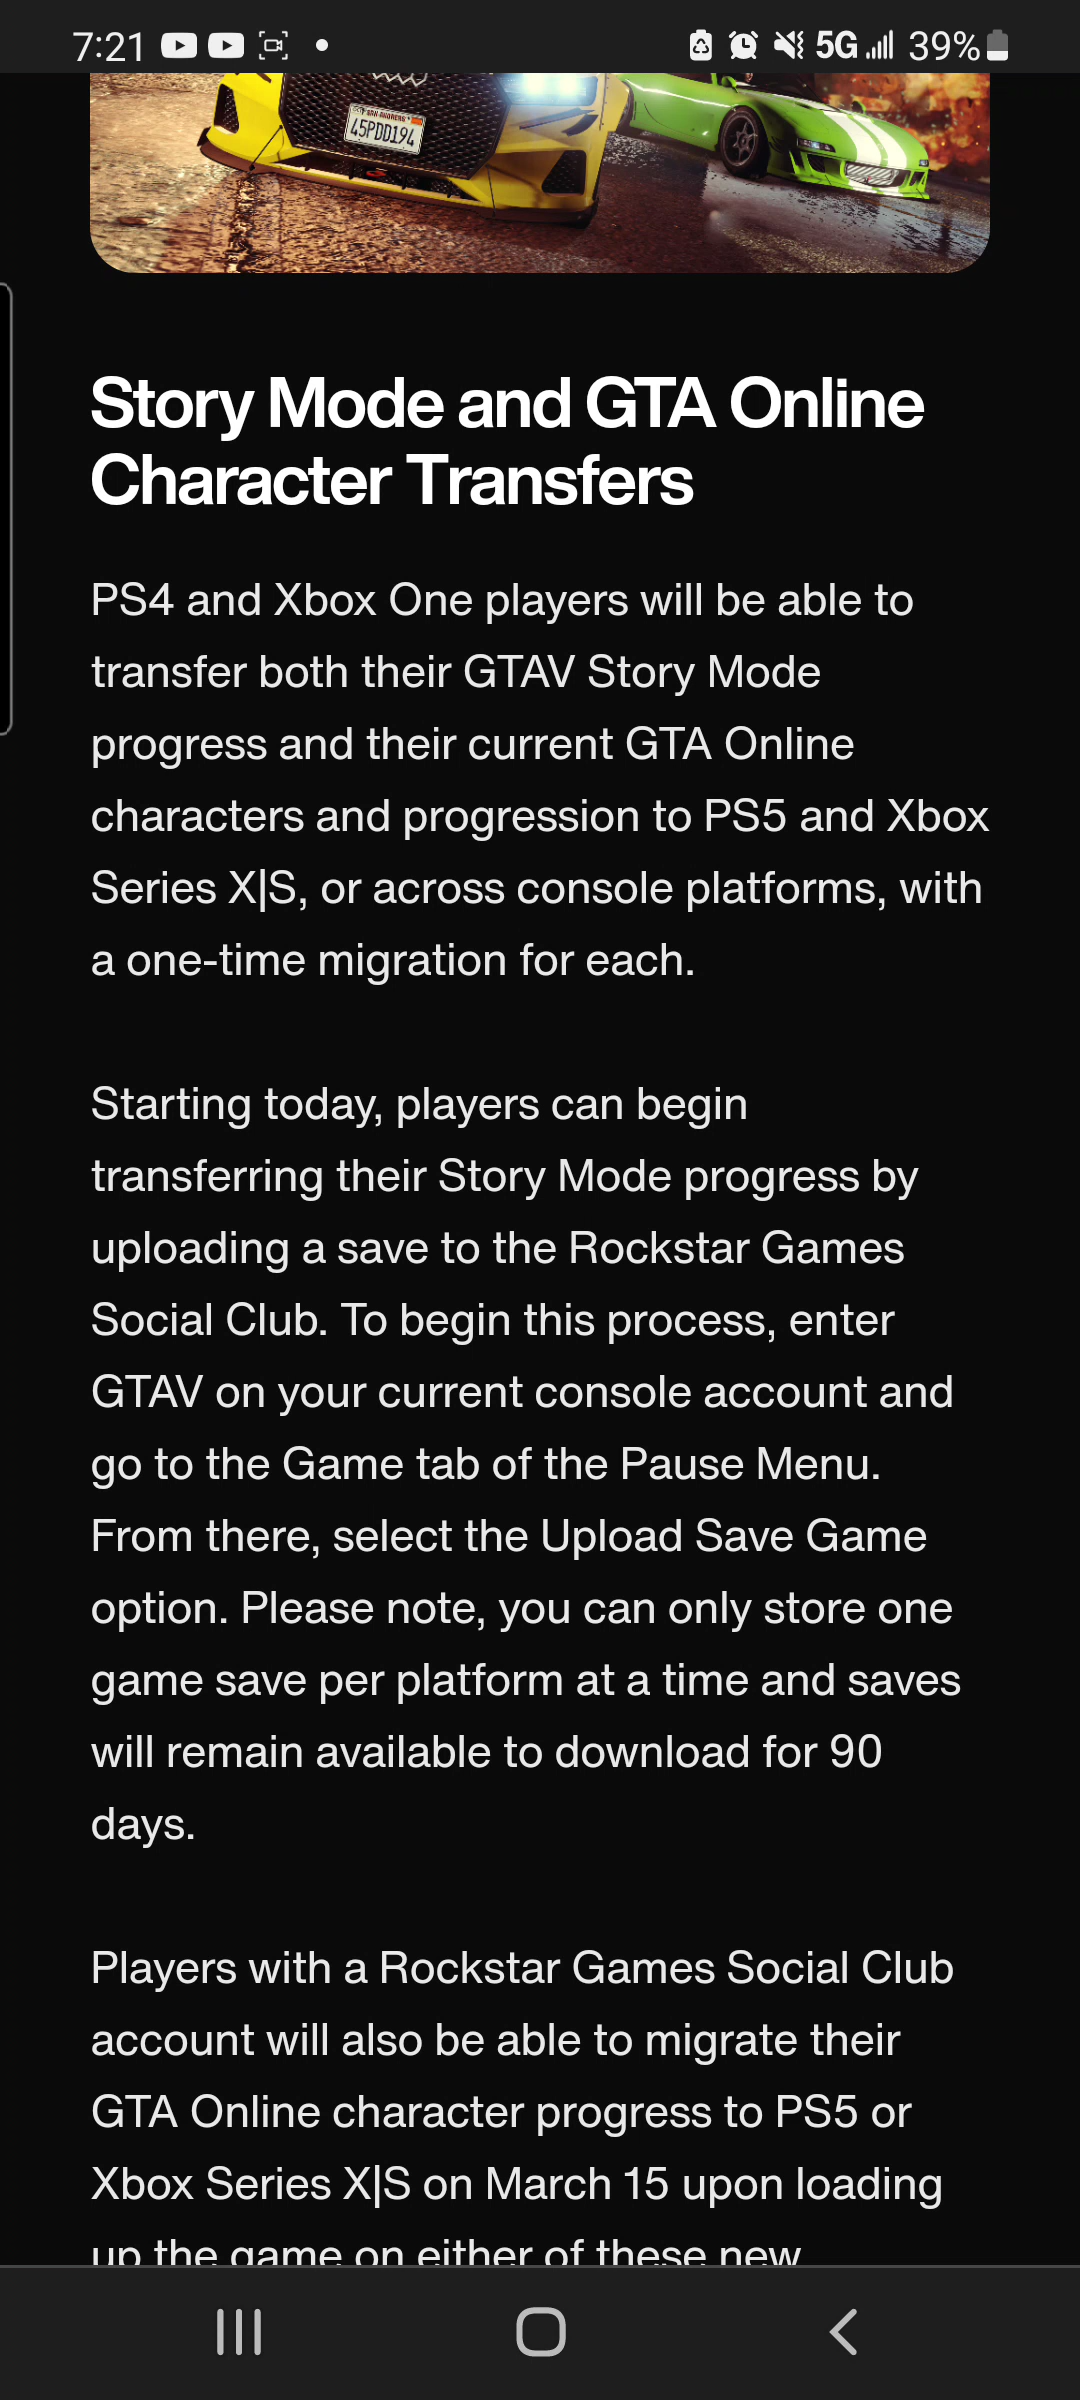 7:21 5G 39%
SAN ANDREAS
45PDD194
Story Mode and GTA Online
Character Transfers
PS4 and Xbox One players will be able to
transfer both their GTAV Story Mode
progress and their current GTA Online
characters and progression to PS5 and Xbox
Series X|S, or across console platforms, with
a one-time migration for each.
Starting today, players can begin
transferring their Story Mode progress by
uploading a save to the Rockstar Games
Social Club. To begin this process, enter
GTAV on your current console account and
go to the Game tab of the Pause Menu.
From there, select the Upload Save Game
option. Please note, you can only store one
game save per platform at a time and saves
will remain available to download for 90
days.
Players with a Rockstar Games Social Club
account will also be able to migrate their
GTA Online character progress to PS5 or
Xbox Series X|S on March 15 upon loading
up the game on either of these new